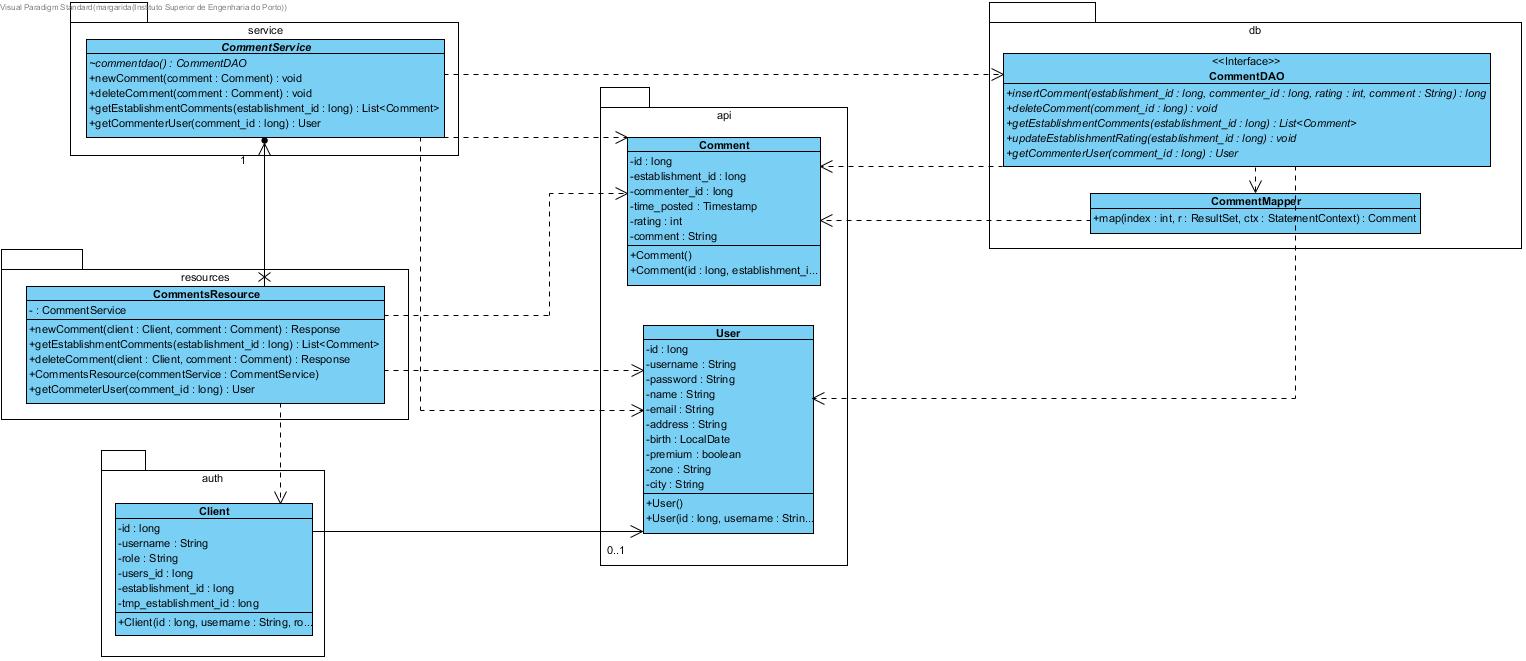 Visual Paradigm Standard(margarida(Instituto Superior de Engenharia do Porto))
service
CommentService
~commentdao() : CommentDAO
+newComment(comment : Comment) : void
+deleteComment(comment : Comment) : void
+getEstablishmentComments(establishment_id : long) : List<Comment>
+getCommenterUser(comment_id : long) : User
1
db
<<Interface>>
CommentDAO
+insertComment(establishment_id : long, commenter_id : long, rating : int, comment : String) : long
+deleteComment(comment_id : long) : void
+getEstablishmentComments(establishment_id : long) : List<Comment>
+updateEstablishmentRating(establishment_id : long) : void
+getCommenterUser(comment_id : long) : User
CommentMapper
+map(index : int, r : ResultSet, ctx : StatementContext) : Comment
api
Comment
-id : long
-establishment_id : long
-commenter_id : long
-time_posted : Timestamp
-rating : int
-comment : String
+Comment()
+Comment(id : long, establishment_i...
User
-id : long
-username : String
-password : String
-name : String
-email : String
-address : String
-birth : LocalDate
-premium : boolean
-zone : String
-city : String
+User()
+User(id : long, username : Strin...
0..1
resources
CommentsResource
- : CommentService
+newComment(client : Client, comment : Comment) : Response
+getEstablishmentComments(establishment_id : long) : List<Comment>
+deleteComment(client : Client, comment : Comment) : Response
+CommentsResource(commentService : CommentService)
+getCommeterUser(comment_id : long) : User
auth
Client
-id : long
-username : String
-role : String
-users_id : long
-establishment_id : long
-tmp_establishment_id : long
+Client(id : long, username : String, ro...